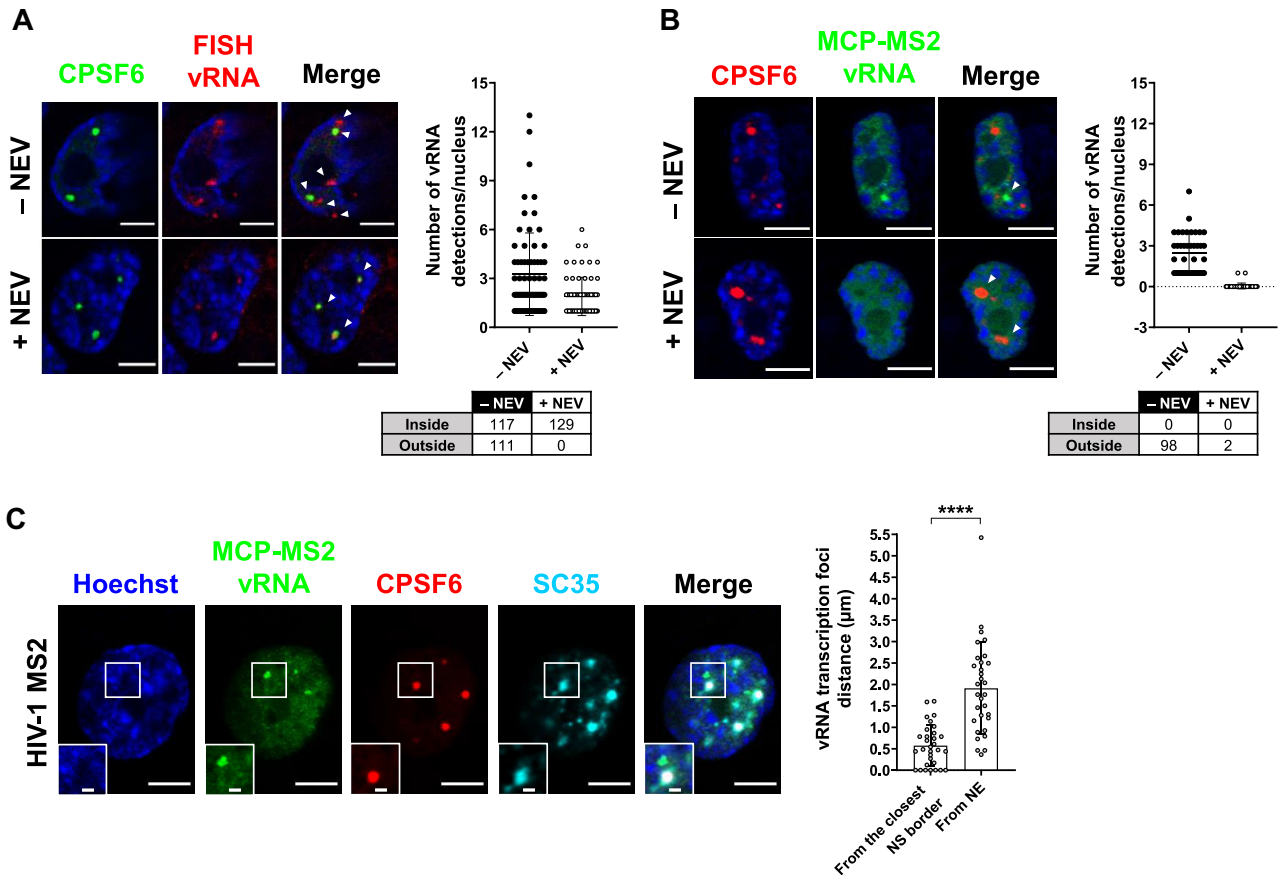 A
CPSF6
FISH
vRNA
Merge
– NEV
+ NEV
Number of vRNA
detections/nucleus
15
12
9
6
3
0
– NEV
+ NEV
– NEV + NEV
Inside 117 129
Outside 111 0
B
CPSF6
MCP-MS2
vRNA
Merge
– NEV
+ NEV
Number of vRNA
detections/nucleus
15
12
9
6
3
0
-3
– NEV
+ NEV
– NEV + NEV
Inside 0 0
Outside 98 2
C
HIV-1 MS2
Hoechst
MCP-MS2
vRNA
CPSF6
SC35
Merge
vRNA transcription foci
distance (µm)
5.5
5.0
4.5
4.0
3.5
3.0
2.5
2.0
1.5
1.0
0.5
0.0
****
From the closest
NS border
From NE